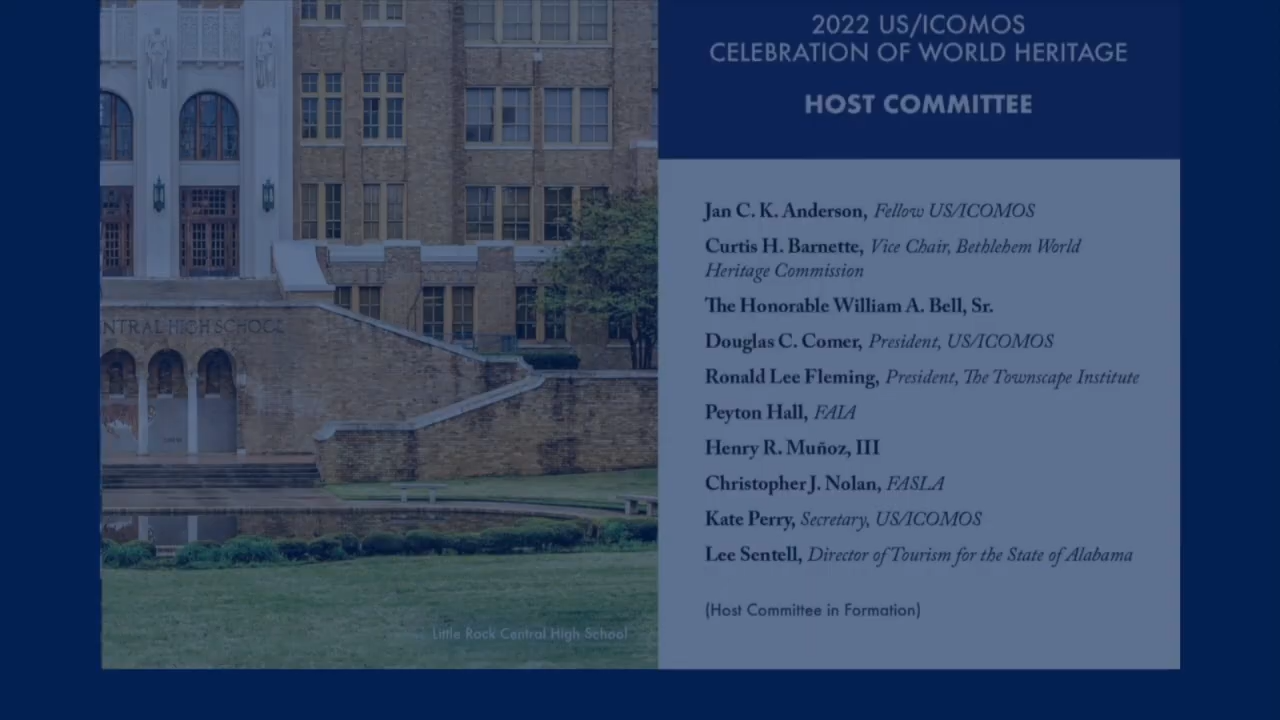 2022 US/ICOMOS
CELEBRATION OF WORLD HERITAGE
HOST COMMITTEE
Jan C. K. Anderson, Fellow US/ICOMOS
Curtis H. Barnette, Vice Chair, Bethlehem World
Heritage Commission
The Honorable William A. Bell, Sr.
Douglas C. Comer, President, US/ICOMOS
Ronald Lee Fleming, President, The Townscape Institute
Peyton Hall, FAIA
Henry R. Muñoz, III
Christopher J. Nolan, FASLA
Kate Perry, Secretary, US/ICOMOS
Lee Sentell, Director of Tourism for the State of Alabama
(Host Committee in Formation)
NTRAL HIGH SCHOOL
Little Rock Central High School